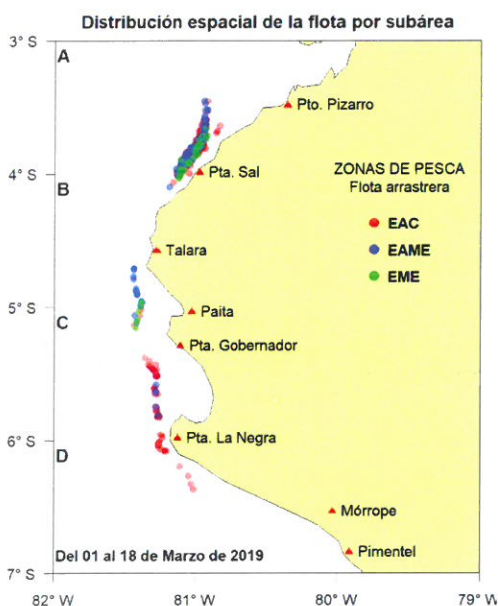 Distribución espacial de la flota por subárea
3° S
A
Pto. Pizarro
ZONAS DE PESCA
Flota arrastrera
4° S
Pta. Sal
B
EAC
Talara
EAME
EME
5° S
C
Paita
Pta. Gobernador
6° S
Pta. La Negra
D
Mórrope
Pimentel
Del 01 al 18 de Marzo de 2019
7° S
82° W
81° W
80° W
79° W